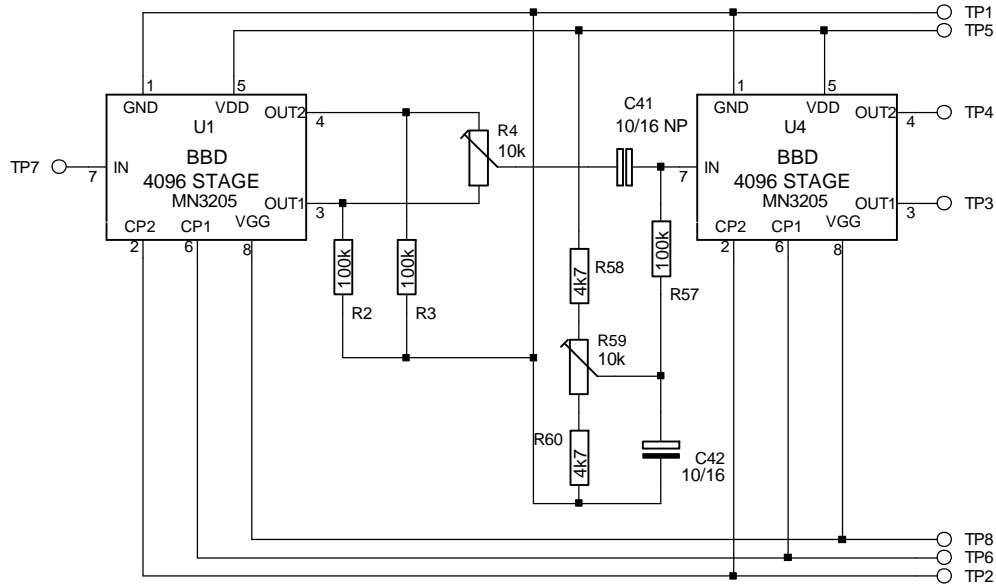 TP1
TP5
1
5
GND
VDD
OUT2
4
U1
BBD
4096 STAGE
MN3205
TP7
7
IN
OUT1
3
CP2
CP1
VGG
2
6
8
R4
10k
C41
10/16 NP
1
5
GND
VDD
OUT2
4
TP4
U4
BBD
4096 STAGE
MN3205
7
IN
OUT1
3
TP3
CP2
CP1
VGG
2
6
8
100k
R2
100k
R3
4k7
R58
100k
R57
R59
10k
R60
4k7
C42
10/16
TP8
TP6
TP2